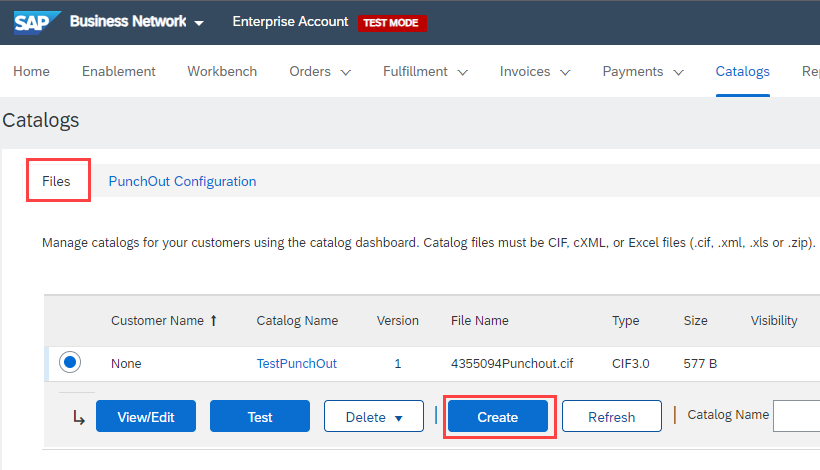 SAP Business Network Enterprise Account TEST MODE
Home Enablement Workbench Orders Fulfillment Invoices Payments Catalogs Re
Catalogs
Files PunchOut Configuration
Manage catalogs for your customers using the catalog dashboard. Catalog files must be CIF, cXML, or Excel files (.cif, .xml, .xls or .zip).
Customer Name ↑ Catalog Name Version File Name Type Size Visibility
None TestPunchOut 1 4355094Punchout.cif CIF3.0 577 B
View/Edit Test Delete Create Refresh Catalog Name